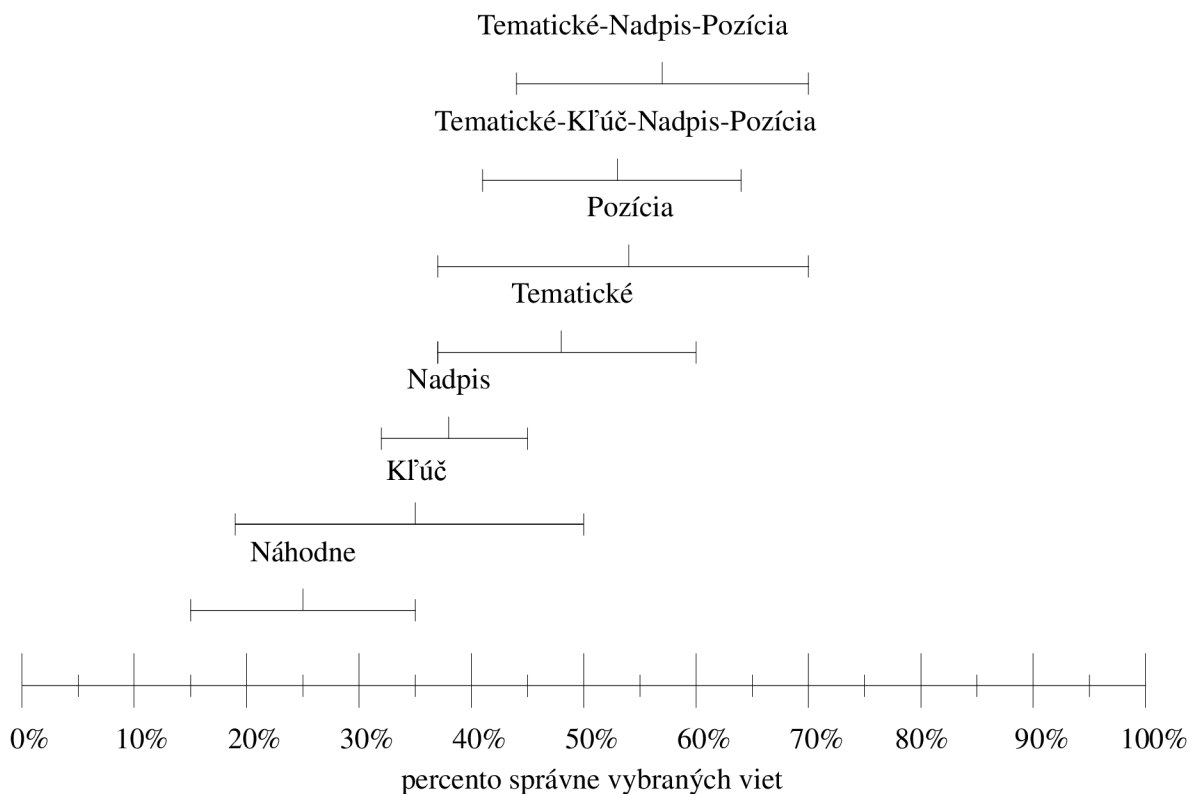 Tematické-Nadpis-Pozícia
Tematické-Kľúč-Nadpis-Pozícia
Pozícia
Tematické
Nadpis
Kľúč
Náhodne
0% 10% 20% 30% 40% 50% 60% 70% 80% 90% 100%
percento správne vybraných viet